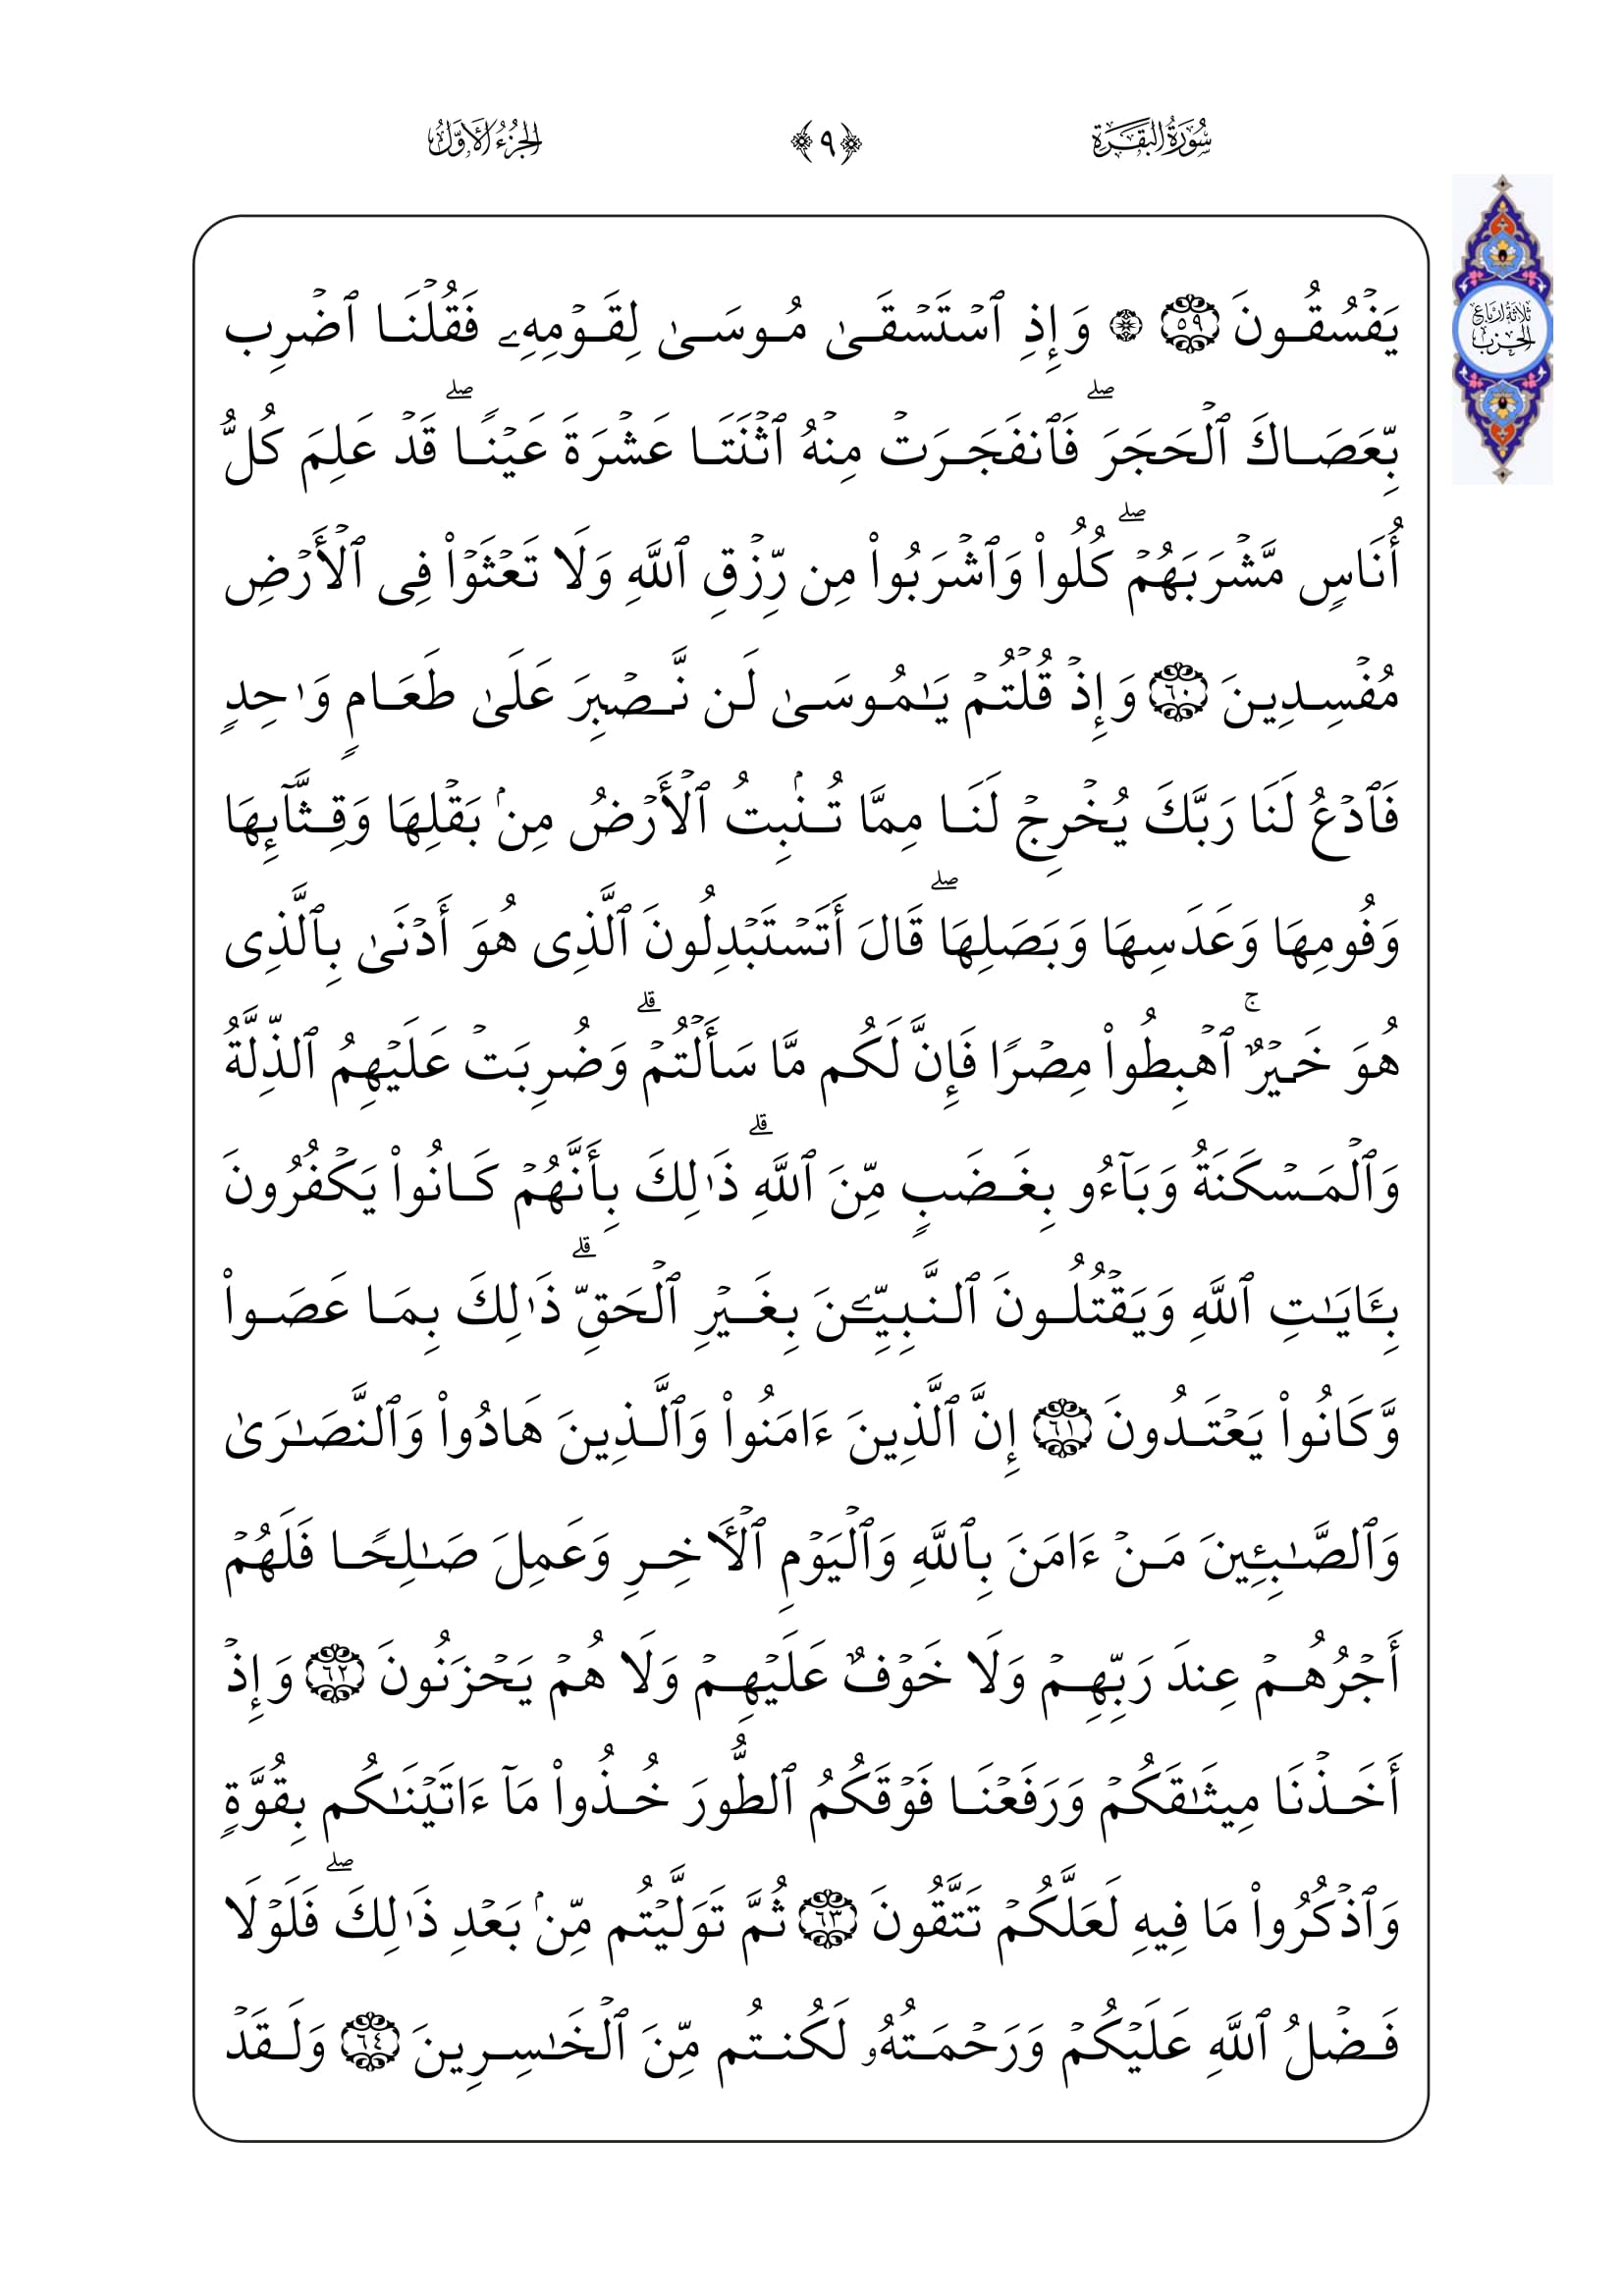 سُورَةُ البَقَرَةِ ﴿٩﴾ الجُزْءُ الأَوَّلُ
ثَلَاثَةُ أَرْبَاعِ
الحِزْبِ
يَفْسُقُونَ ٥٩ ۞ وَإِذِ ٱسْتَسْقَىٰ مُوسَىٰ لِقَوْمِهِۦ فَقُلْنَا ٱضْرِب
بِّعَصَاكَ ٱلْحَجَرَ ۖ فَٱنفَجَرَتْ مِنْهُ ٱثْنَتَا عَشْرَةَ عَيْنًا ۖ قَدْ عَلِمَ كُلُّ
أُنَاسٍ مَّشْرَبَهُمْ ۖ كُلُوا۟ وَٱشْرَبُوا۟ مِن رِّزْقِ ٱللَّهِ وَلَا تَعْثَوْا۟ فِى ٱلْأَرْضِ
مُفْسِدِينَ ٦٠ وَإِذْ قُلْتُمْ يَـٰمُوسَىٰ لَن نَّصْبِرَ عَلَىٰ طَعَامٍ وَٰحِدٍ
فَٱدْعُ لَنَا رَبَّكَ يُخْرِجْ لَنَا مِمَّا تُنۢبِتُ ٱلْأَرْضُ مِنۢ بَقْلِهَا وَقِثَّآئِهَا
وَفُومِهَا وَعَدَسِهَا وَبَصَلِهَا ۖ قَالَ أَتَسْتَبْدِلُونَ ٱلَّذِى هُوَ أَدْنَىٰ بِٱلَّذِى
هُوَ خَيْرٌ ۚ ٱهْبِطُوا۟ مِصْرًا فَإِنَّ لَكُم مَّا سَأَلْتُمْ ۗ وَضُرِبَتْ عَلَيْهِمُ ٱلذِّلَّةُ
وَٱلْمَسْكَنَةُ وَبَآءُو بِغَضَبٍ مِّنَ ٱللَّهِ ۗ ذَٰلِكَ بِأَنَّهُمْ كَانُوا۟ يَكْفُرُونَ
بِـَٔايَـٰتِ ٱللَّهِ وَيَقْتُلُونَ ٱلنَّبِيِّـۧنَ بِغَيْرِ ٱلْحَقِّ ۗ ذَٰلِكَ بِمَا عَصَوا۟
وَّكَانُوا۟ يَعْتَدُونَ ٦١ إِنَّ ٱلَّذِينَ ءَامَنُوا۟ وَٱلَّذِينَ هَادُوا۟ وَٱلنَّصَـٰرَىٰ
وَٱلصَّـٰبِـِٔينَ مَنْ ءَامَنَ بِٱللَّهِ وَٱلْيَوْمِ ٱلْـَٔاخِرِ وَعَمِلَ صَـٰلِحًا فَلَهُمْ
أَجْرُهُمْ عِندَ رَبِّهِمْ وَلَا خَوْفٌ عَلَيْهِمْ وَلَا هُمْ يَحْزَنُونَ ٦٢ وَإِذْ
أَخَذْنَا مِيثَـٰقَكُمْ وَرَفَعْنَا فَوْقَكُمُ ٱلطُّورَ خُذُوا۟ مَآ ءَاتَيْنَـٰكُم بِقُوَّةٍ
وَٱذْكُرُوا۟ مَا فِيهِ لَعَلَّكُمْ تَتَّقُونَ ٦٣ ثُمَّ تَوَلَّيْتُم مِّنۢ بَعْدِ ذَٰلِكَ ۖ فَلَوْلَا
فَضْلُ ٱللَّهِ عَلَيْكُمْ وَرَحْمَتُهُۥ لَكُنتُم مِّنَ ٱلْخَـٰسِرِينَ ٦٤ وَلَقَدْ